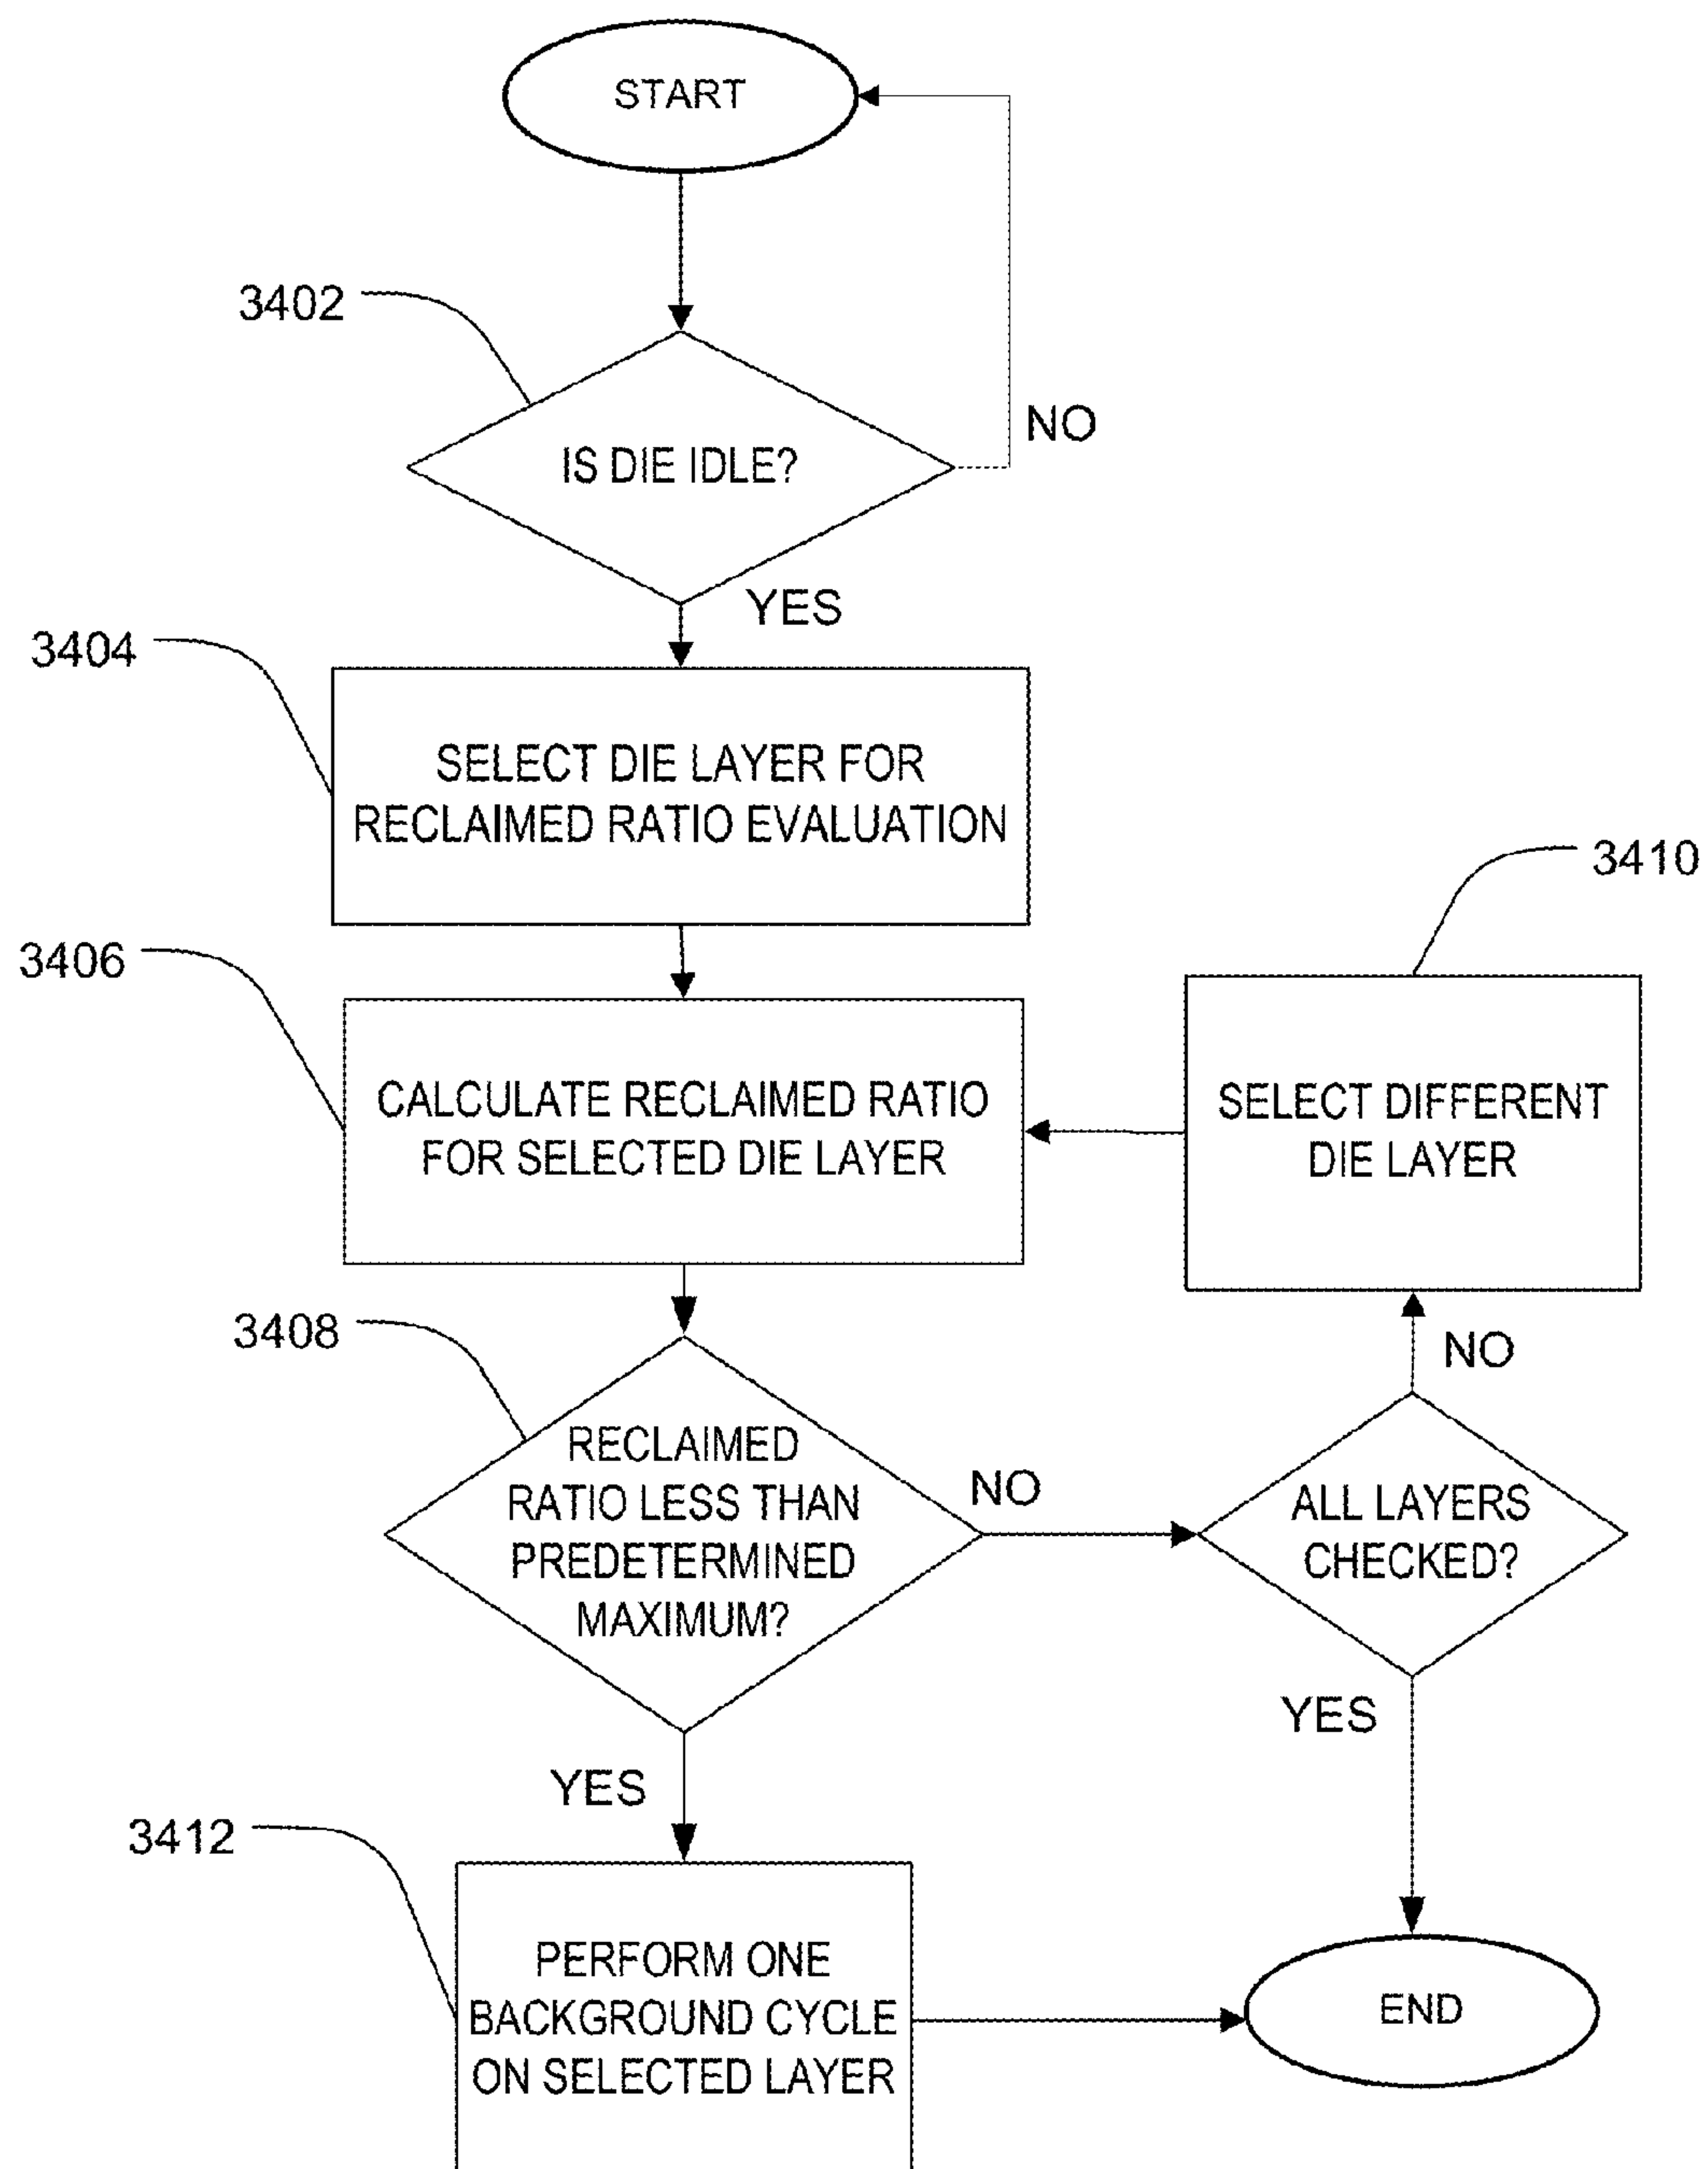 START
3402
IS DIE IDLE?
NO
YES
3404
SELECT DIE LAYER FOR
RECLAIMED RATIO EVALUATION
3410
3406
CALCULATE RECLAIMED RATIO
FOR SELECTED DIE LAYER
SELECT DIFFERENT
DIE LAYER
3408
NO
RECLAIMED
RATIO LESS THAN
PREDETERMINED
MAXIMUM?
NO
ALL LAYERS
CHECKED?
YES
YES
3412
PERFORM ONE
BACKGROUND CYCLE
ON SELECTED LAYER
END